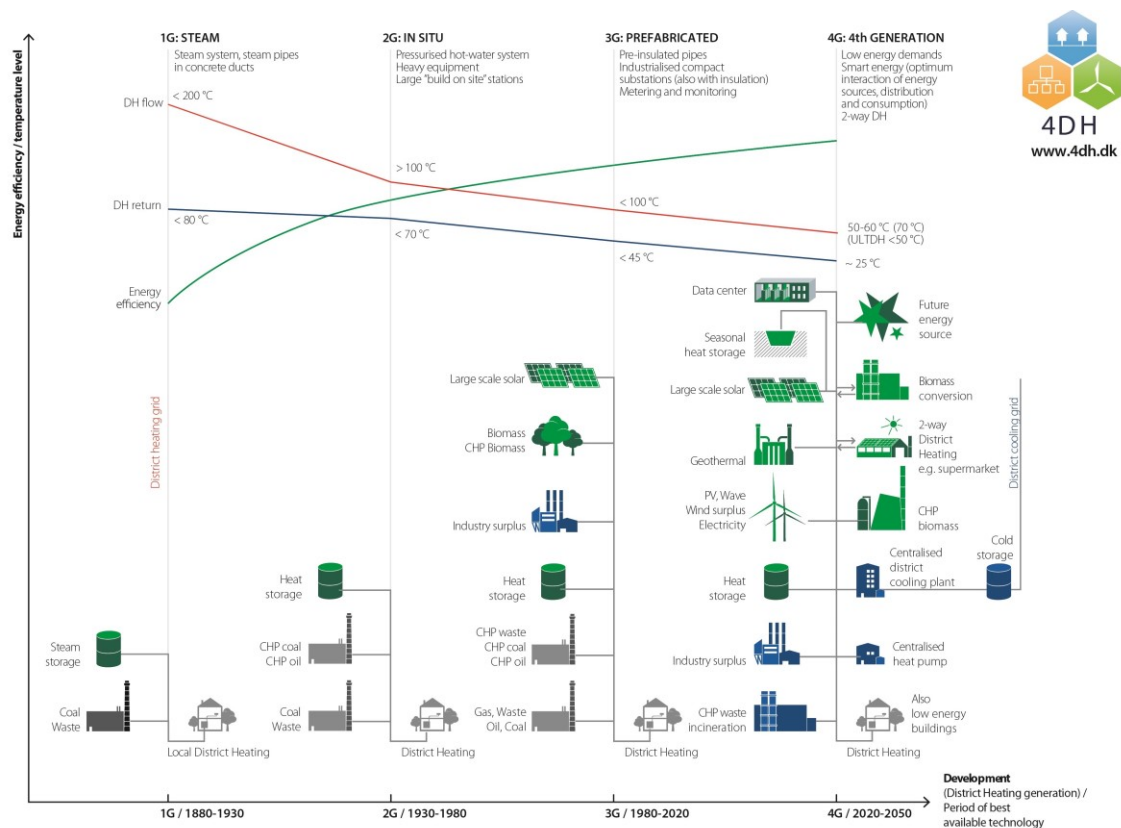 1G: STEAM
Steam system, steam pipes
in concrete ducts
2G: IN SITU
Pressurised hot-water system
Heavy equipment
Large "build on site" stations
3G: PREFABRICATED
Pre-insulated pipes
Industrialised compact
substations (also with insulation)
Metering and monitoring
4G: 4th GENERATION
Low energy demands
Smart energy (optimum
interaction of energy
sources, distribution
and consumption)
2-way DH
4DH
www.4dh.dk
Energy efficiency / temperature level
DH flow
< 200 °C
> 100 °C
< 100 °C
50-60 °C (70 °C)
(ULTDH <50 °C)
DH return
< 80 °C
< 70 °C
< 45 °C
~ 25 °C
Energy
efficiency
District heating grid
Steam
storage
Coal
Waste
Local District Heating
Heat
storage
CHP coal
CHP oil
Coal
Waste
District Heating
Large scale solar
Biomass
CHP Biomass
Industry surplus
Heat
storage
CHP waste
CHP coal
CHP oil
Gas, Waste
Oil, Coal
District Heating
Data center
Seasonal
heat storage
Large scale solar
Geothermal
PV, Wave
Wind surplus
Electricity
Heat
storage
Industry surplus
CHP waste
incineration
Future
energy
source
Biomass
conversion
2-way
District
Heating
e.g. supermarket
CHP
biomass
Centralised
district
cooling plant
Cold
storage
District cooling grid
Centralised
heat pump
Also
low energy
buildings
District Heating
1G / 1880-1930
2G / 1930-1980
3G / 1980-2020
4G / 2020-2050
Development
(District Heating generation) /
Period of best
available technology